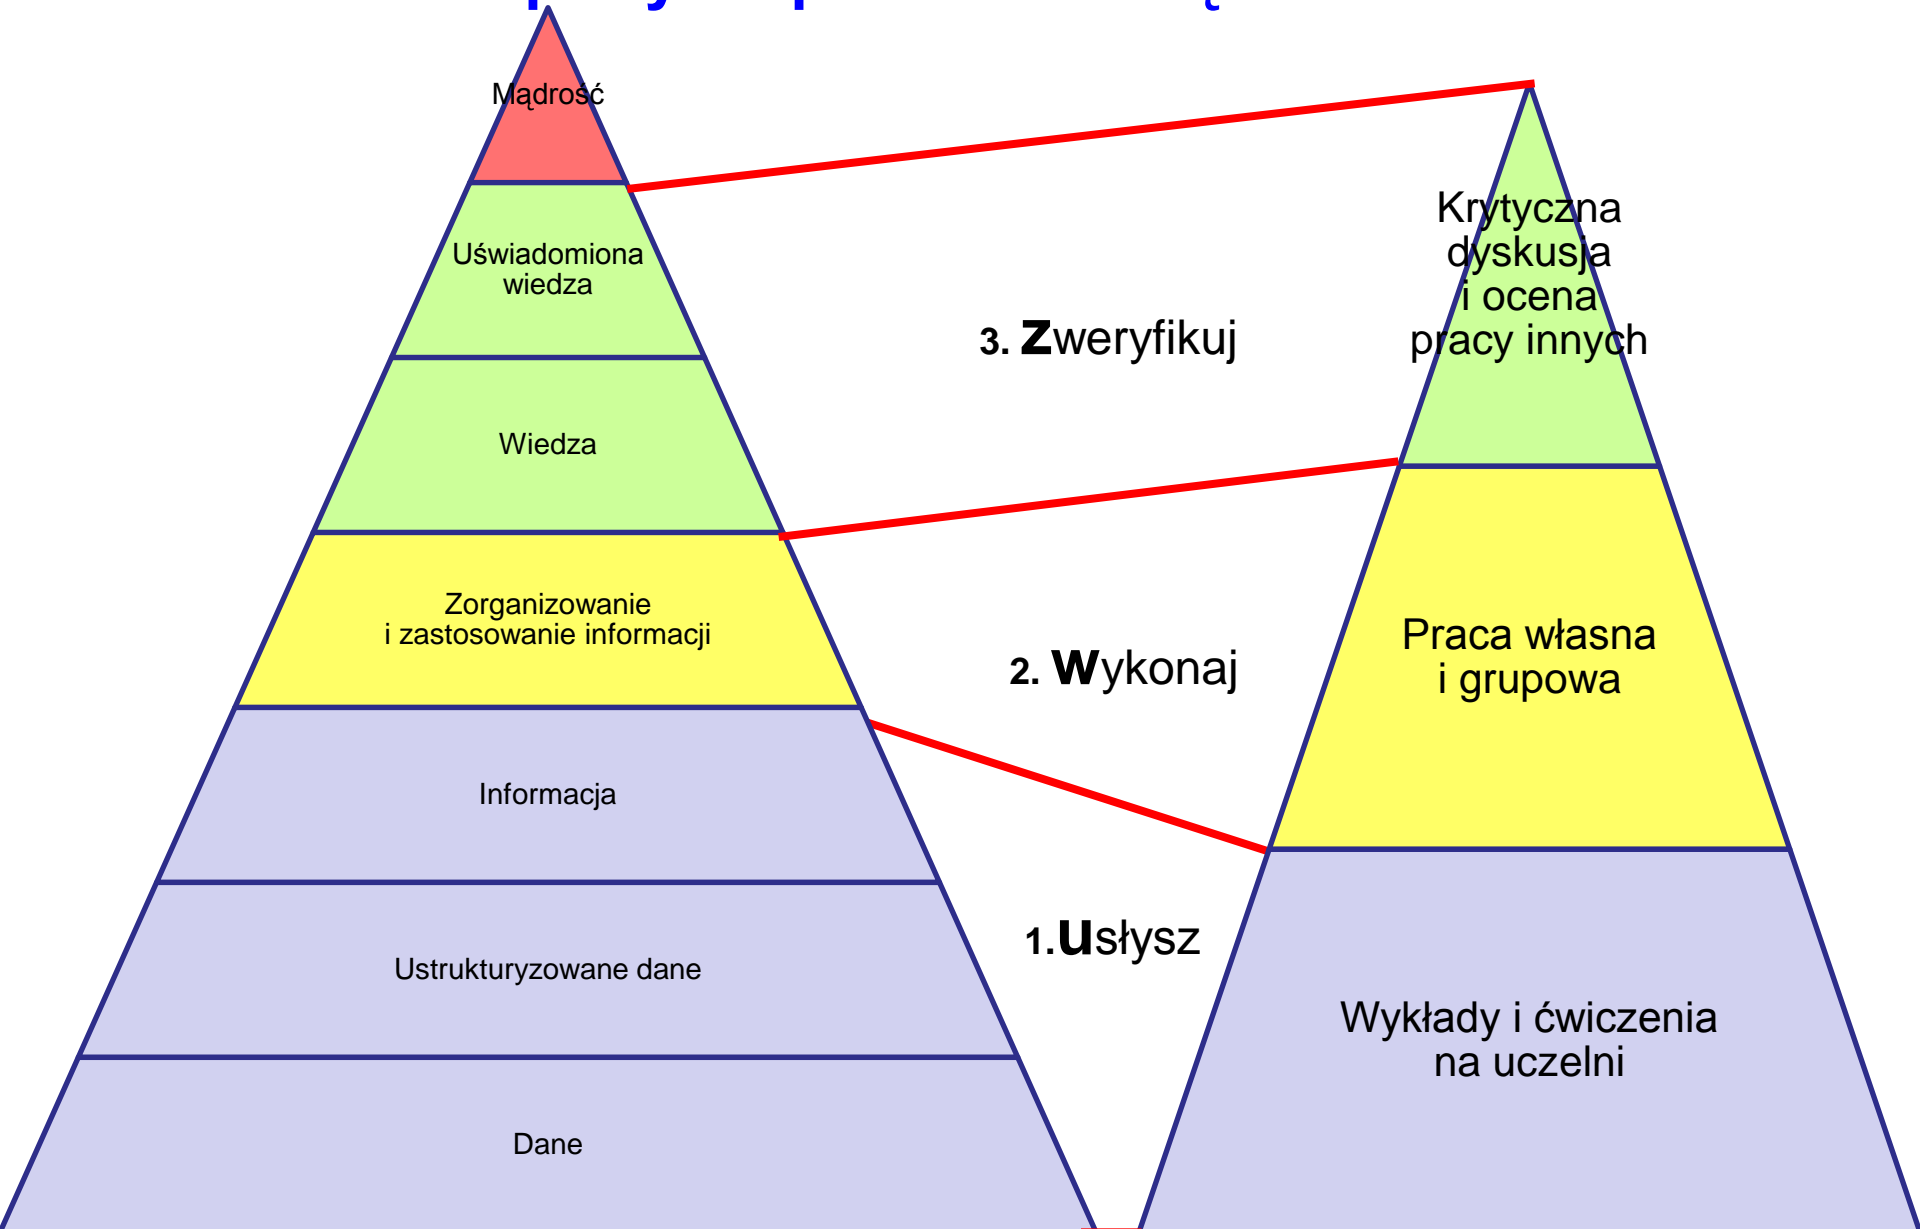 Mądrość
Uświadomiona
wiedza
Wiedza
Zorganizowanie
i zastosowanie informacji
Informacja
Ustrukturyzowane dane
Dane
3. zweryfikuj
2. wykonaj
1.usłysz
Krytyczna
dyskusja
i ocena
pracy innych
Praca własna
i grupowa
Wykłady i ćwiczenia
na uczelni